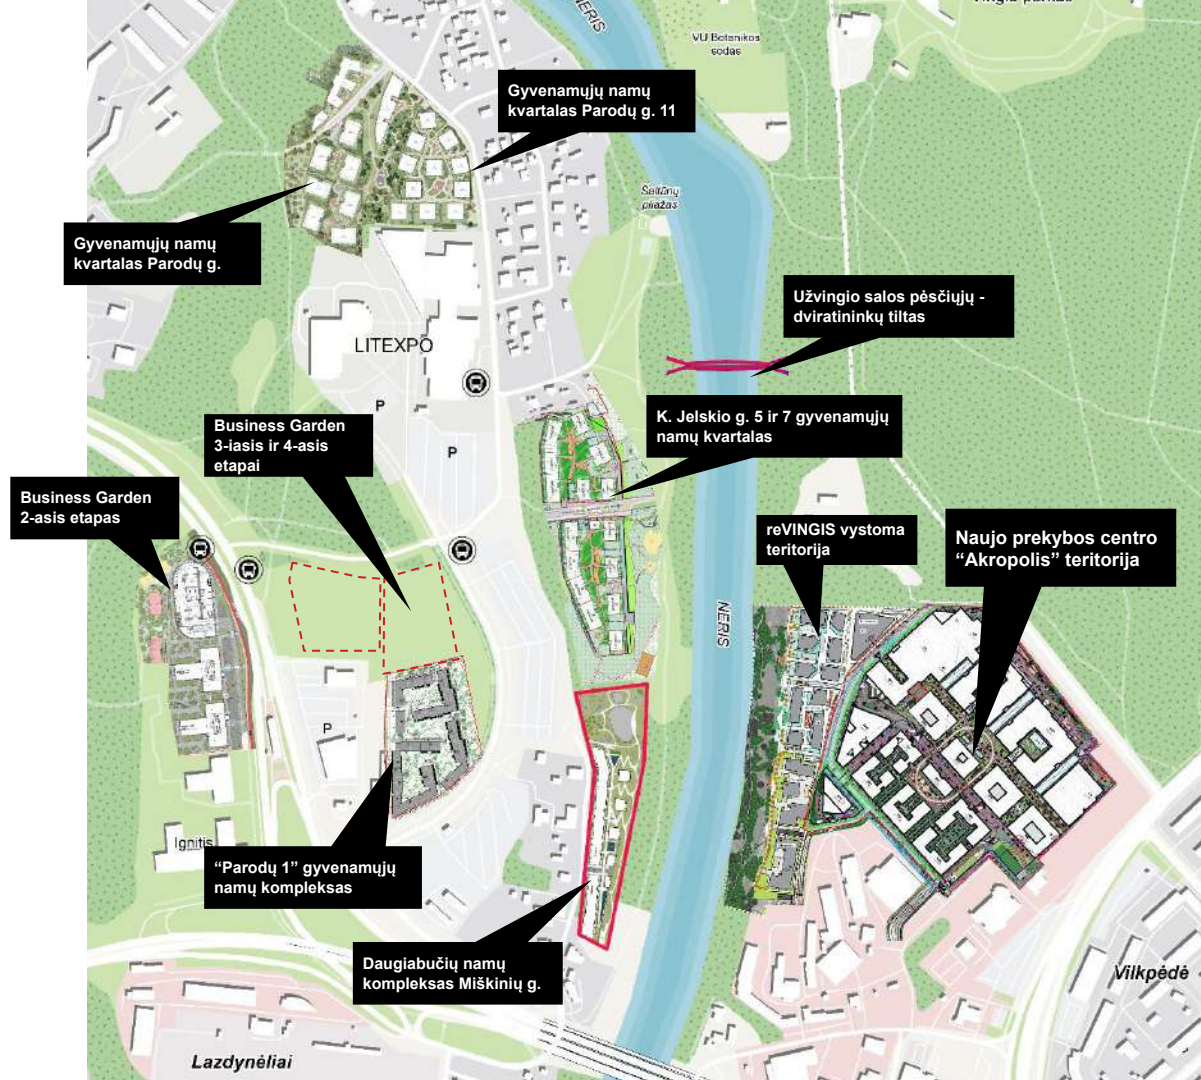 NERIS
Vingio parkas
VU Botanikos
sodas
Gyvenamųjų namų
kvartalas Parodų g. 11
Saltūnų
pliažas
Gyvenamųjų namų
kvartalas Parodų g.
Užvingio salos pėsčiųjų -
dviratininkų tiltas
LITEXPO
P
K. Jelskio g. 5 ir 7 gyvenamųjų
namų kvartalas
Business Garden
3-iasis ir 4-asis
etapai
P
Business Garden
2-asis etapas
reVINGIS vystoma
teritorija
Naujo prekybos centro
“Akropolis” teritorija
NERIS
P
Ignitis
“Parodų 1” gyvenamųjų
namų kompleksas
Daugiabučių namų
kompleksas Miškinių g.
Vilkpėdė
Lazdynėliai